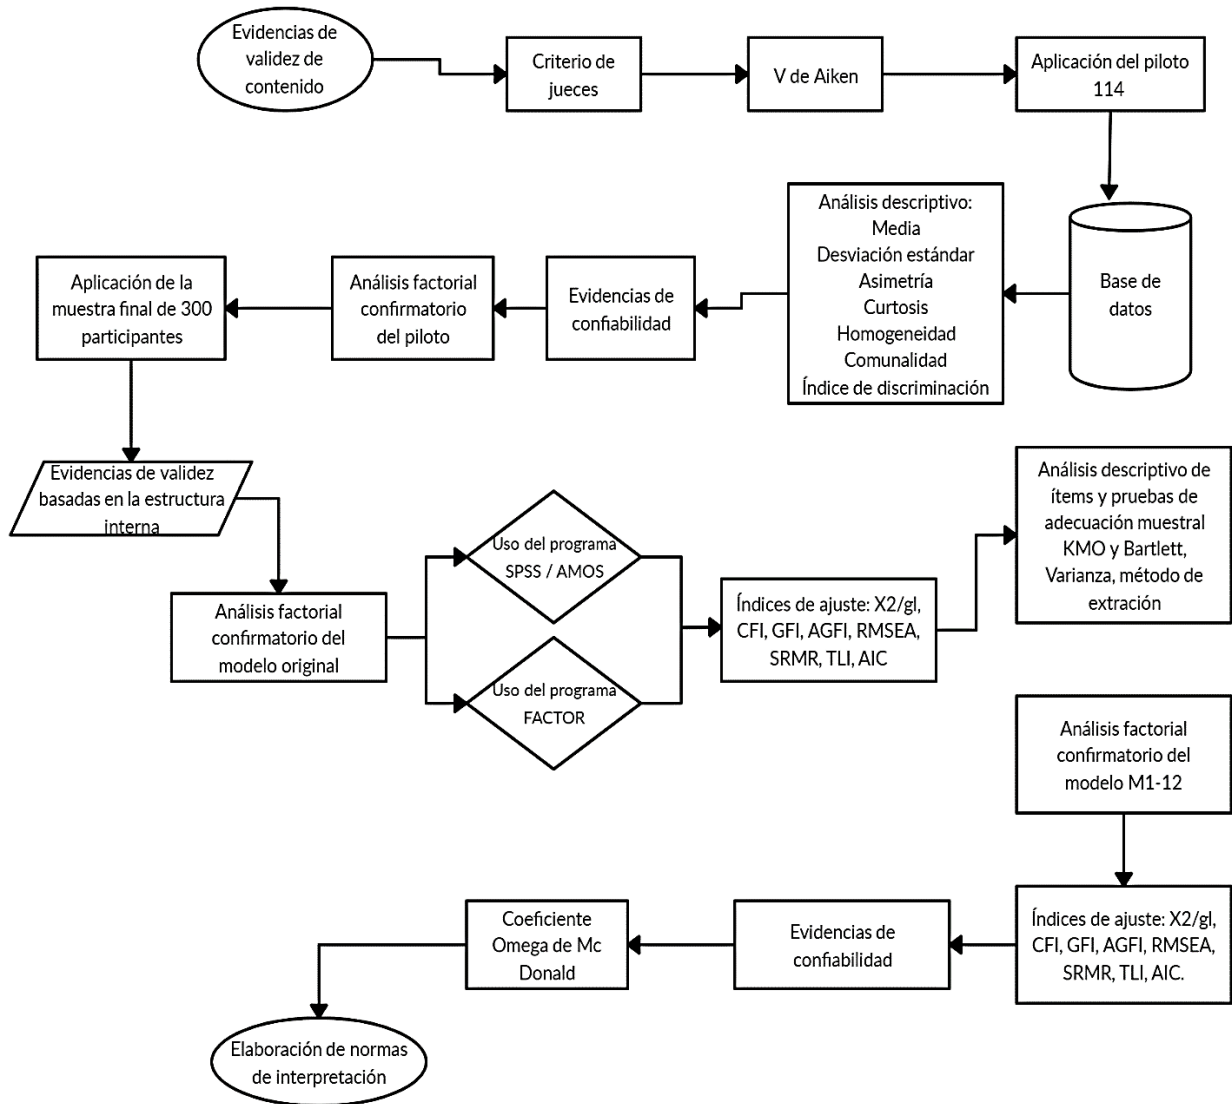 Evidencias de
validez de
contenido
Criterio de
jueces
V de Aiken
Aplicación del piloto
114
Base de
datos
Análisis descriptivo:
Media
Desviación estándar
Asimetría
Curtosis
Homogeneidad
Comunalidad
Índice de discriminación
Evidencias de
confiabilidad
Análisis factorial
confirmatorio
del piloto
Aplicación de la
muestra final de 300
participantes
Evidencias de validez
basadas en la estructura
interna
Análisis factorial
confirmatorio del
modelo original
Uso del programa
SPSS / AMOS
Uso del programa
FACTOR
Índices de ajuste: X2/gl,
CFI, GFI, AGFI, RMSEA,
SRMR, TLI, AIC
Análisis descriptivo de
ítems y pruebas de
adecuación muestral
KMO y Bartlett,
Varianza, método de
extracción
Análisis factorial
confirmatorio del
modelo M1-12
Índices de ajuste: X2/gl,
CFI, GFI, AGFI, RMSEA,
SRMR, TLI, AIC.
Evidencias de
confiabilidad
Coeficiente
Omega de Mc
Donald
Elaboración de normas
de interpretación